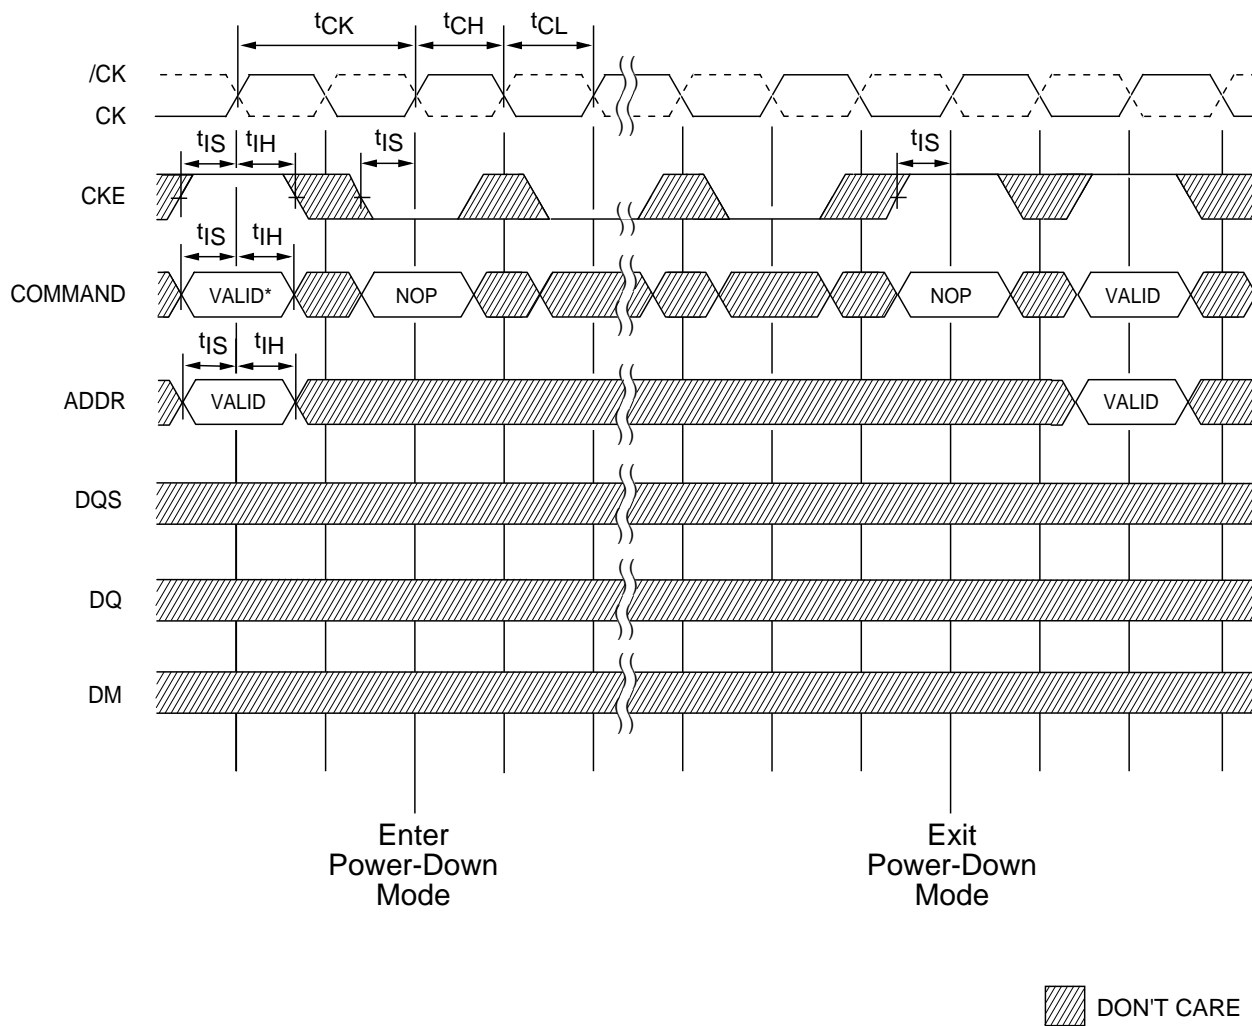 tCK
tCH
tCL
/CK
CK
tIS
tIH
tIS
tIS
CKE
tIS
tIH
COMMAND
VALID*
NOP
NOP
VALID
tIS
tIH
ADDR
VALID
VALID
DQS
DQ
DM
Enter
Power-Down
Mode
Exit
Power-Down
Mode
DON'T CARE